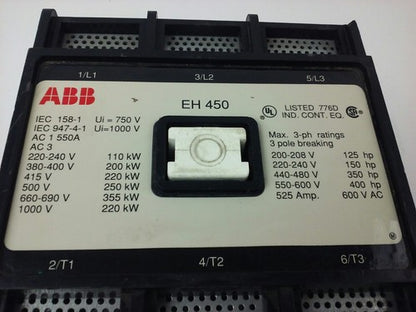 1/L1 3/L2 5/L3
ABB
EH 450
UL LISTED 776D
IND. CONT. EQ.
IEC 158-1 Ui = 750 V
IEC 947-4-1 Ui=1000 V
AC 1 550A
AC 3
220-240 V 110 kW
380-400 V 200 kW
415 V 220 kW
500 V 250 kW
660-690 V 355 kW
1000 V 220 kW
Max. 3-ph ratings
3 pole breaking
200-208 V 125 hp
220-240 V 150 hp
440-480 V 350 hp
550-600 V 400 hp
525 Amp. 600 V AC
2/T1 4/T2 6/T3